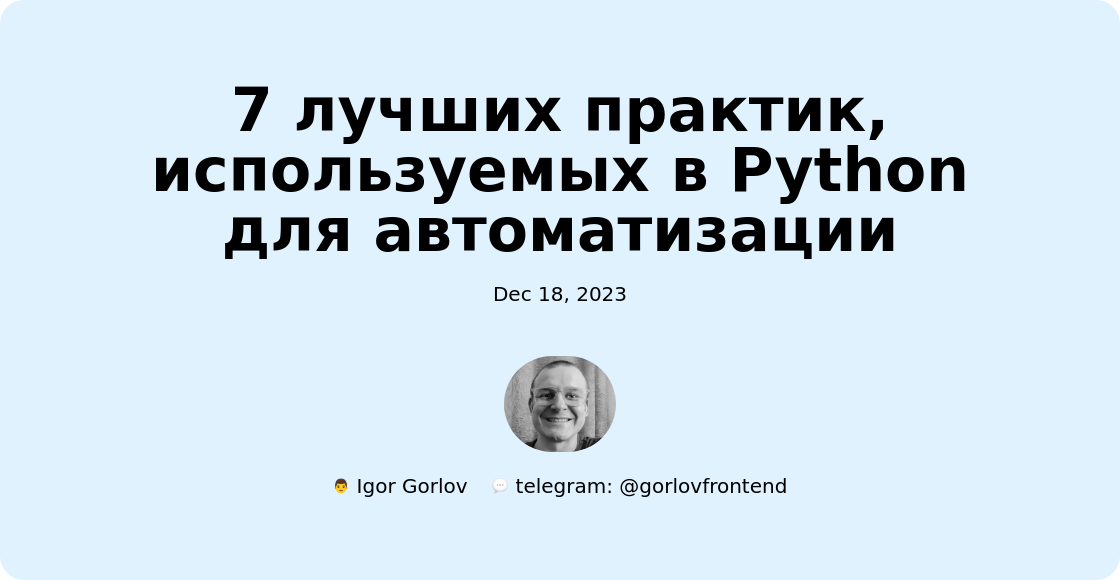 7 лучших практик,
используемых в Python
для автоматизации
Dec 18, 2023
Igor Gorlov telegram: @gorlovfrontend